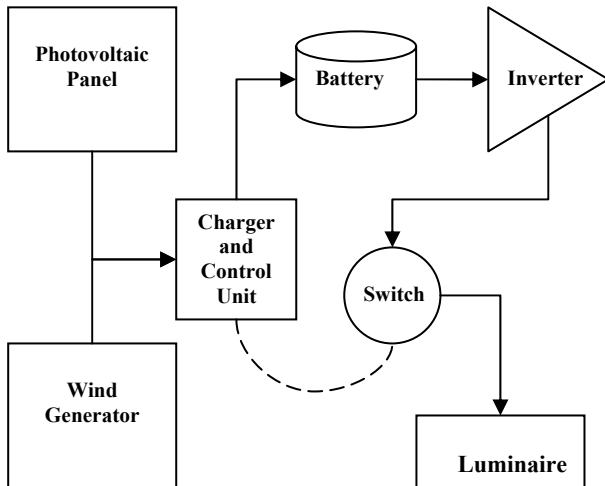 Photovoltaic
Panel
Battery
Inverter
Charger
and
Control
Unit
Switch
Wind
Generator
Luminaire